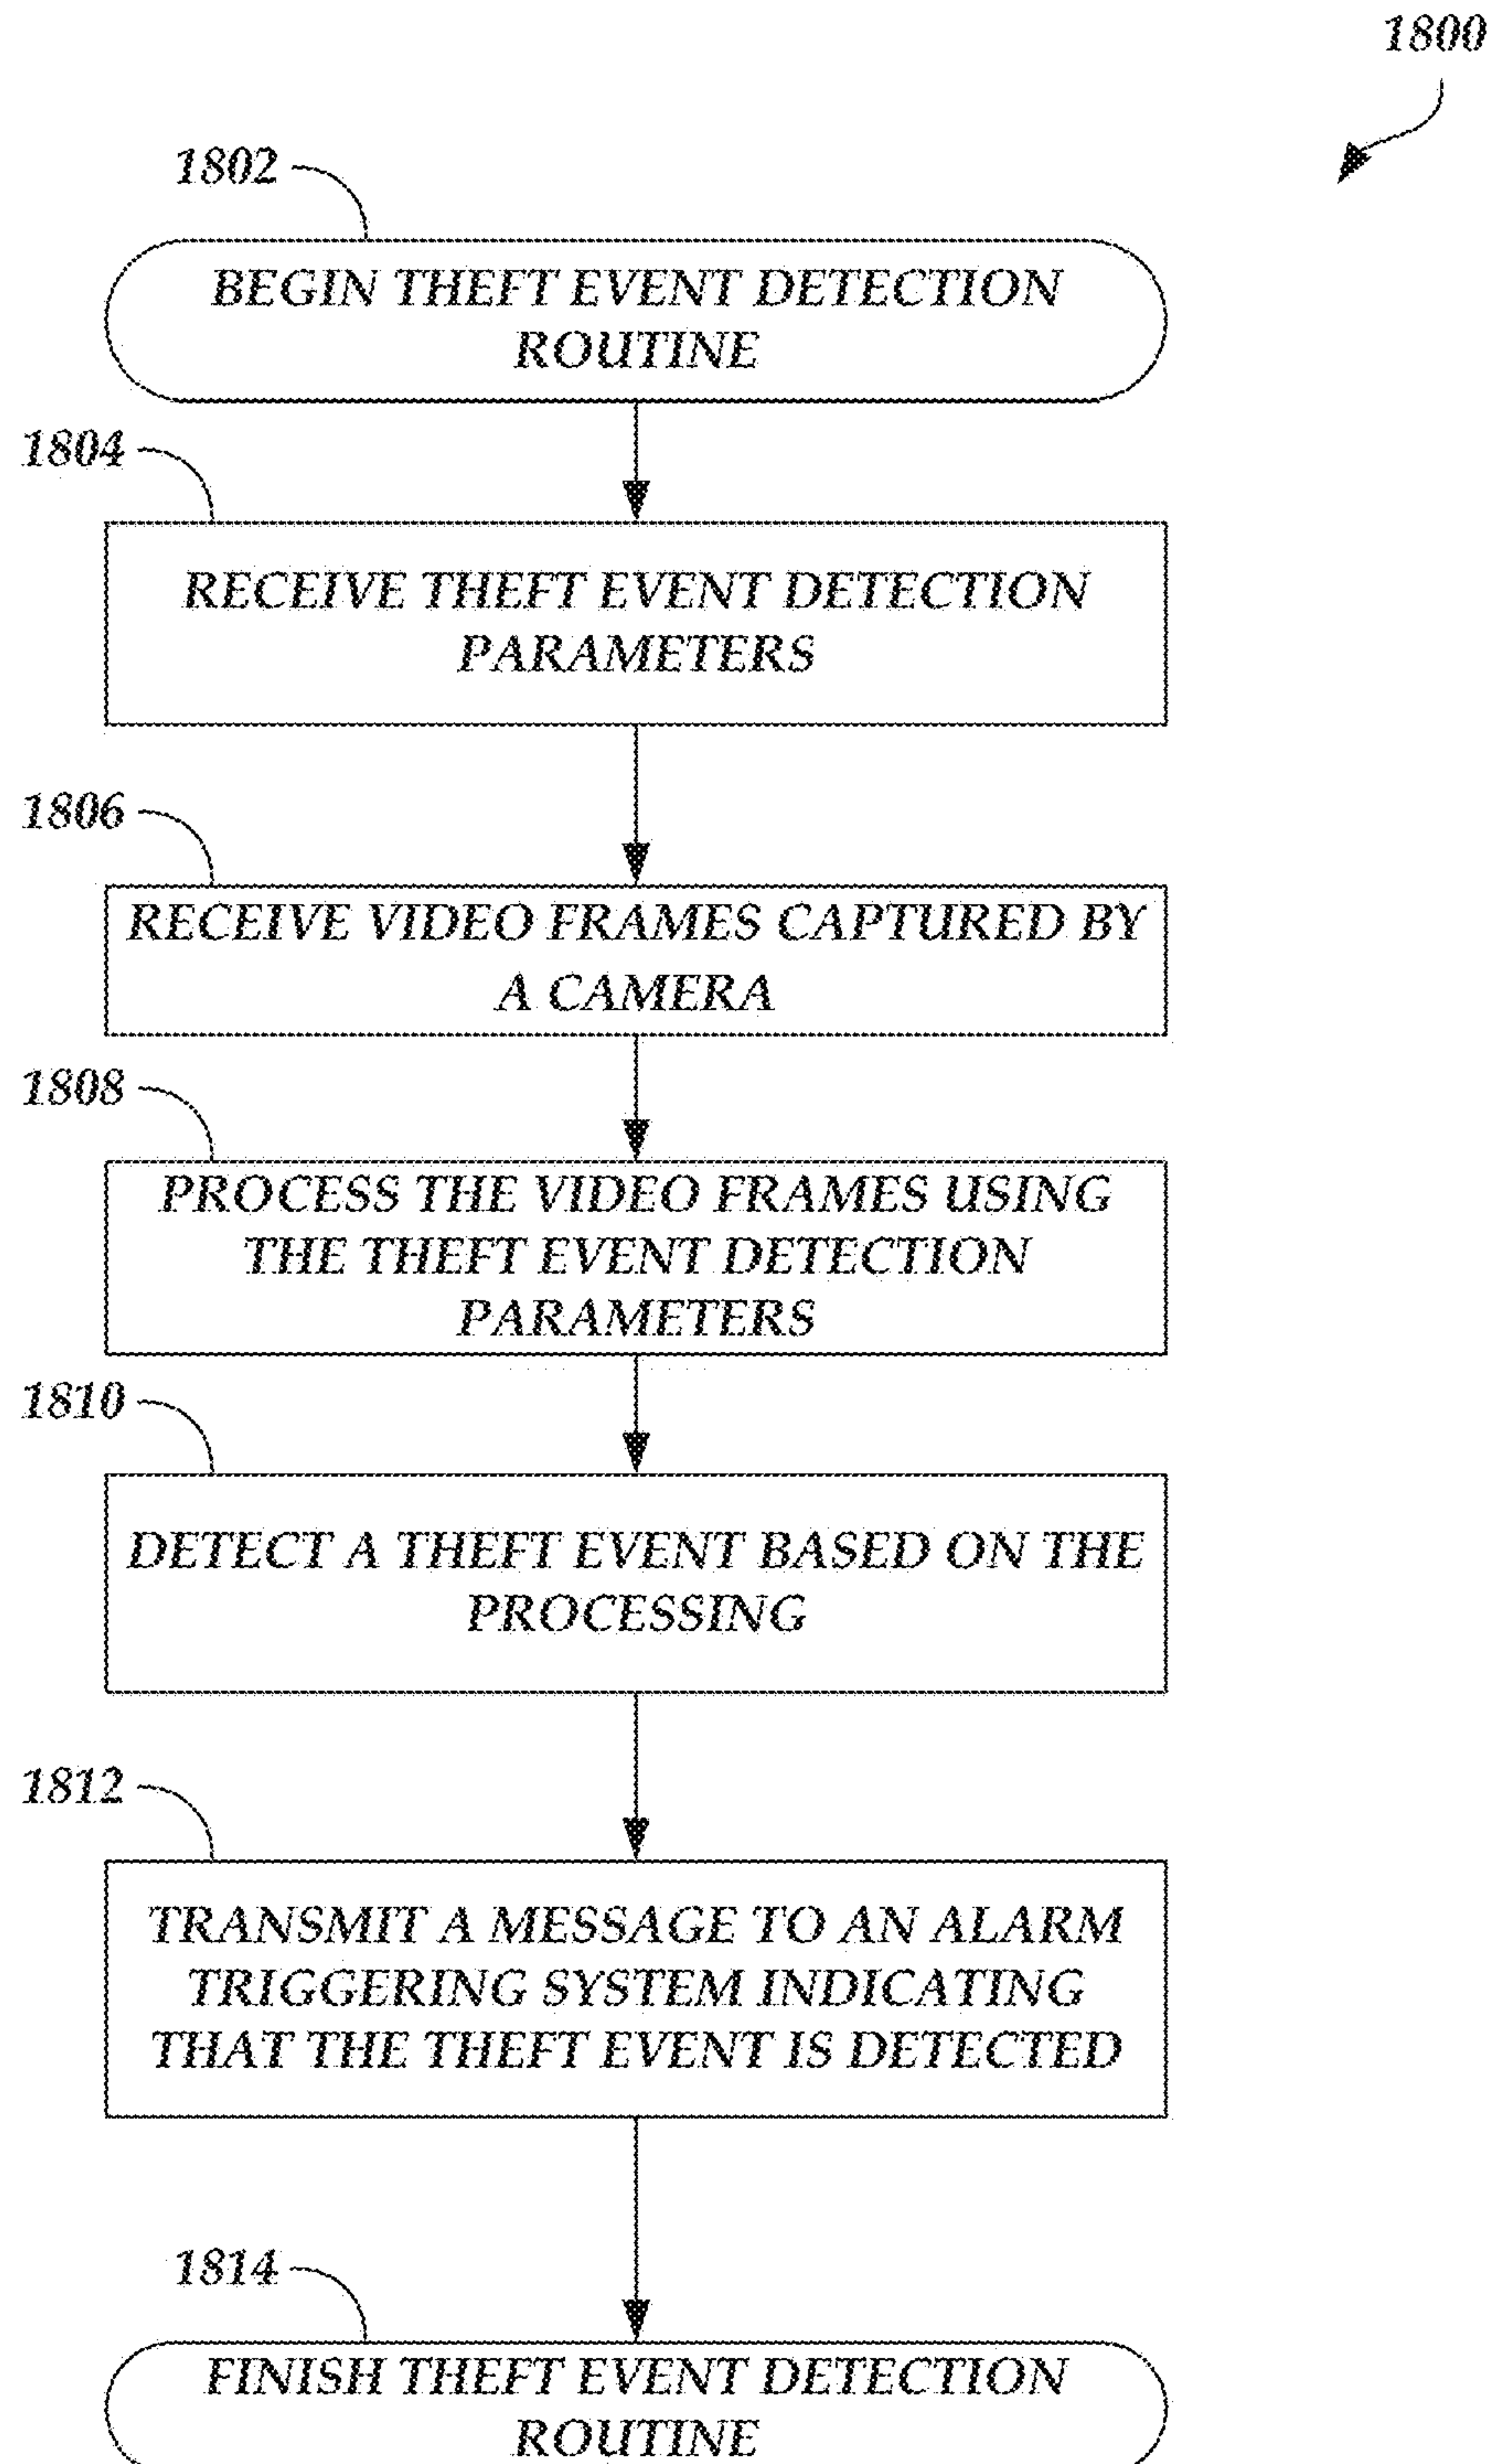 1800
1802
BEGIN THEFT EVENT DETECTION
ROUTINE
1804
RECEIVE THEFT EVENT DETECTION
PARAMETERS
1806
RECEIVE VIDEO FRAMES CAPTURED BY
A CAMERA
1808
PROCESS THE VIDEO FRAMES USING
THE THEFT EVENT DETECTION
PARAMETERS
1810
DETECT A THEFT EVENT BASED ON THE
PROCESSING
1812
TRANSMIT A MESSAGE TO AN ALARM
TRIGGERING SYSTEM INDICATING
THAT THE THEFT EVENT IS DETECTED
1814
FINISH THEFT EVENT DETECTION
ROUTINE